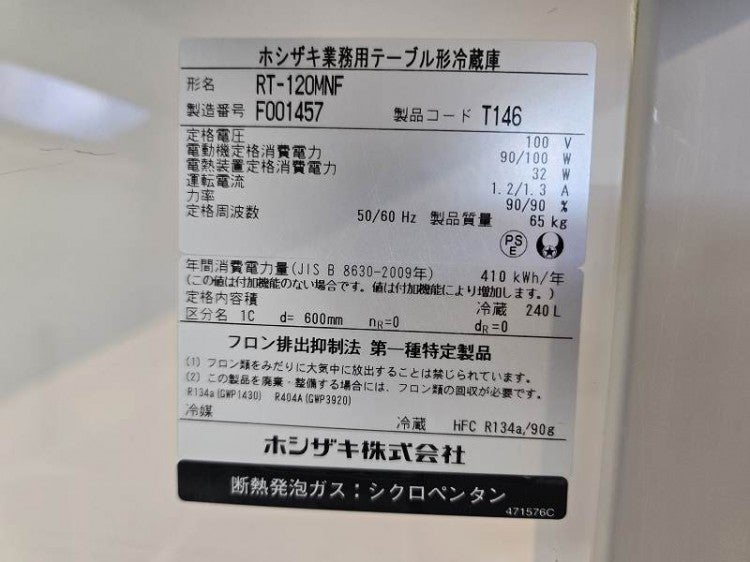 ホシザキ業務用テーブル形冷蔵庫
形名 RT-120MNF
製造番号 F001457 製品コード T146
定格電圧 100 V
電動機定格消費電力 90/100 W
電熱装置定格消費電力 32 W
運転電流 1.2/1.3 A
力率 90/90 %
定格周波数 50/60 Hz 製品質量 65 kg
PSE
年間消費電力量(JIS B 8630-2009年) 410 kWh/年
(この値は付加機能のない場合です。値は付加機能により増加します。)
定格内容積 冷蔵 240 L
区分名 1C d= 600mm nR=0 dR=0
フロン排出抑制法 第一種特定製品
(1) フロン類をみだりに大気中に放出することは禁じられています。
(2) この製品を廃棄・整備する場合には、フロン類の回収が必要です。
R134a(GWP1430) R404A(GWP3920)
冷媒 冷蔵 HFC R134a/90g
ホシザキ株式会社
断熱発泡ガス：シクロペンタン
471576C